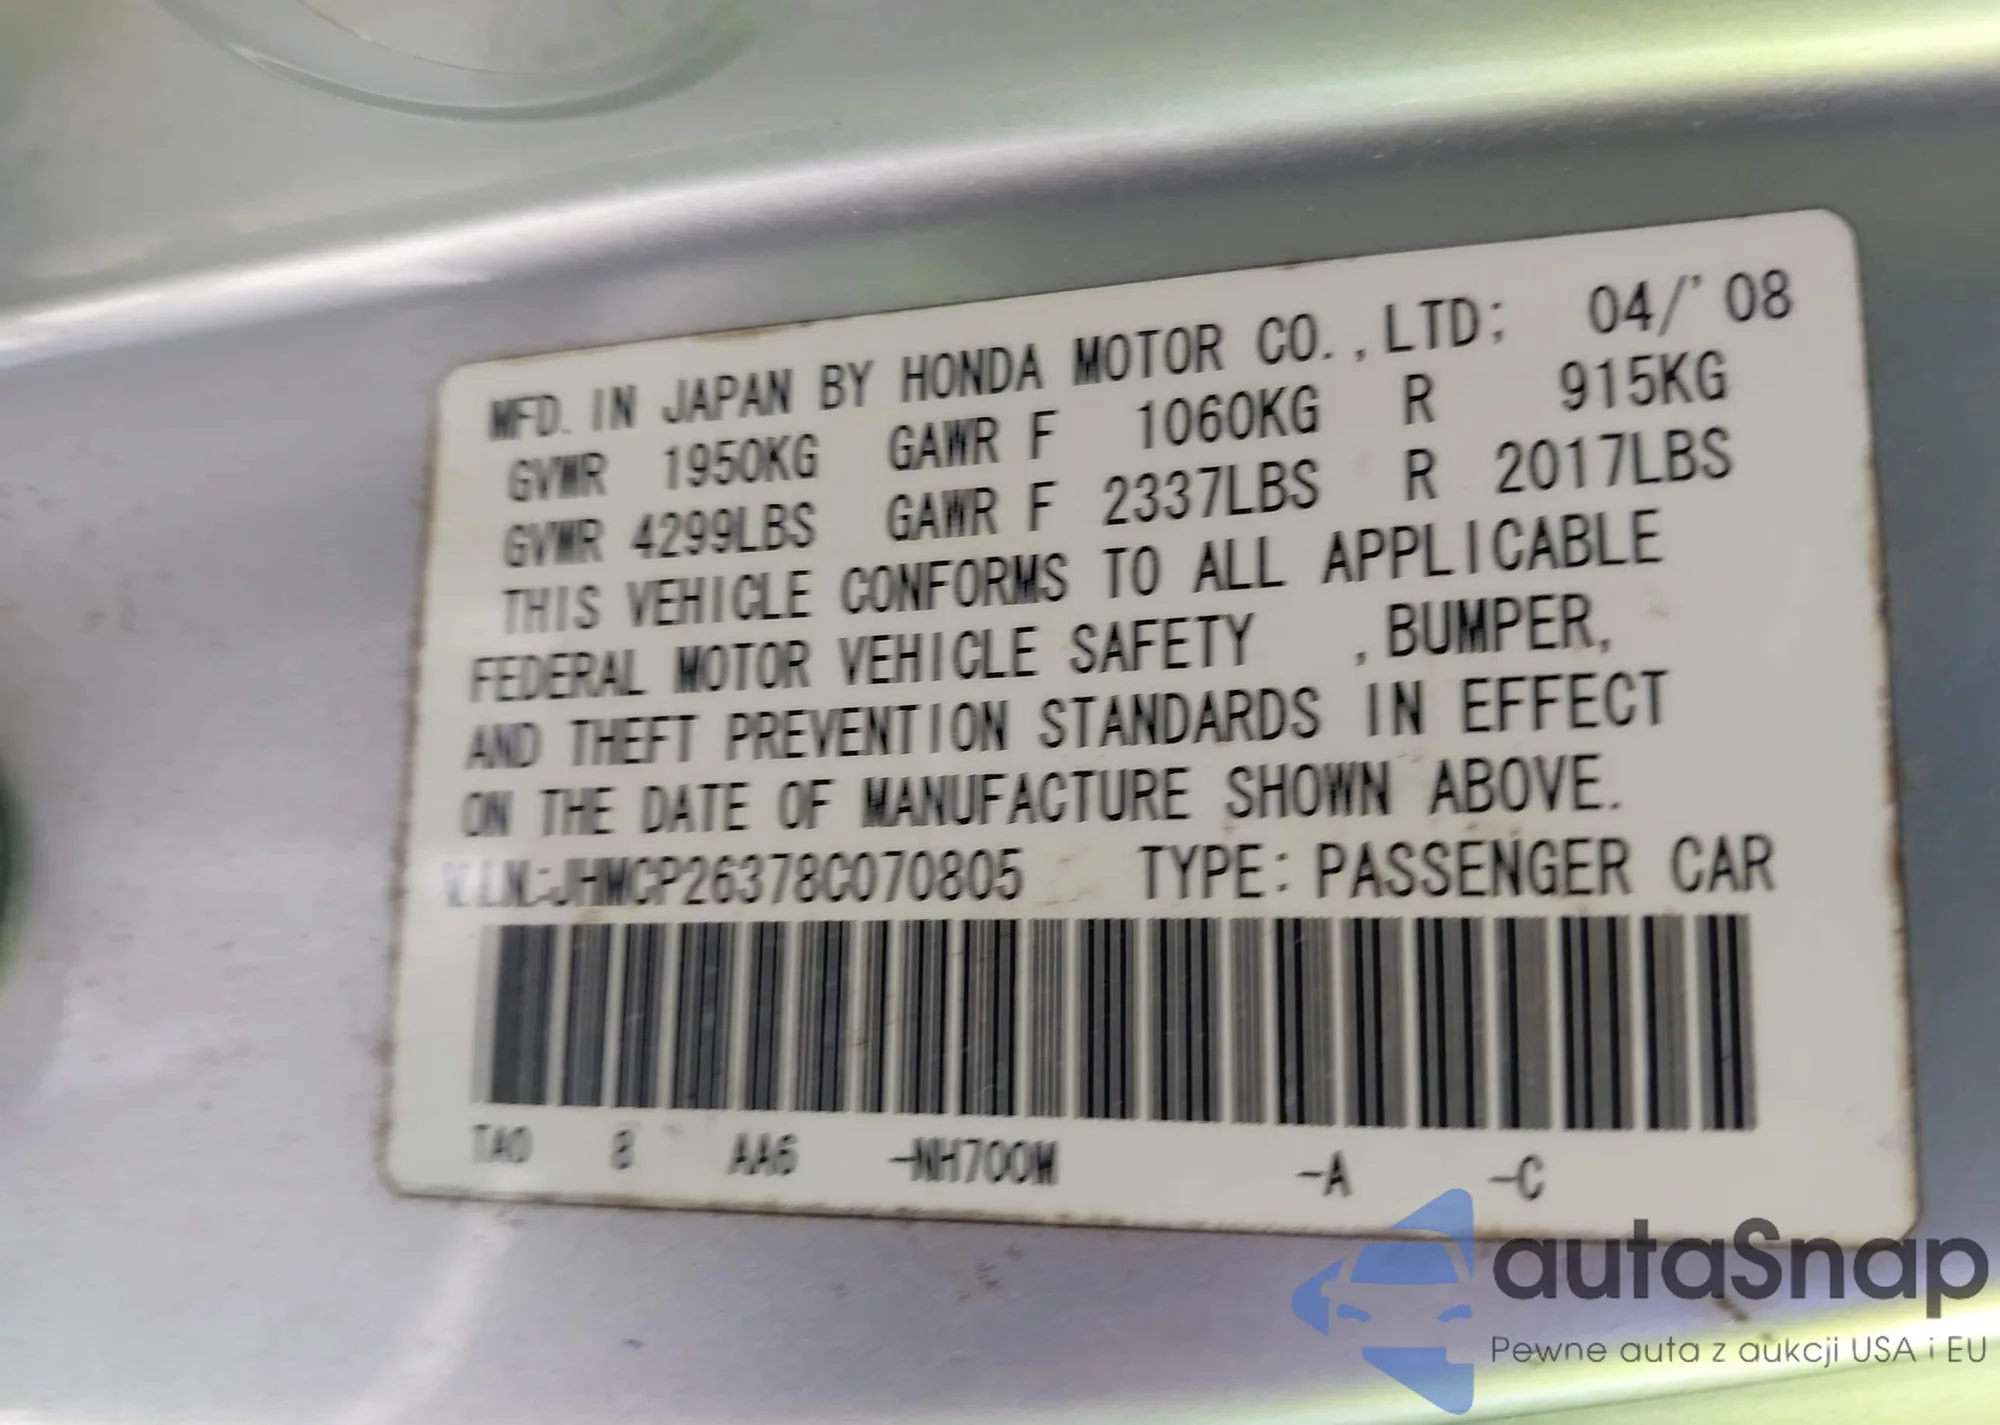 MFD. IN JAPAN BY HONDA MOTOR CO.,LTD; 04/'08
GVWR 1950KG GAWR F 1060KG R 915KG
GVWR 4299LBS GAWR F 2337LBS R 2017LBS
THIS VEHICLE CONFORMS TO ALL APPLICABLE
FEDERAL MOTOR VEHICLE SAFETY ,BUMPER,
AND THEFT PREVENTION STANDARDS IN EFFECT
ON THE DATE OF MANUFACTURE SHOWN ABOVE.
V.I.N.:JHMCP26378C070805 TYPE: PASSENGER CAR
TA0 8 AA6 -NH700M -A -C
autaSnap
Pewne auta z aukcji USA i EU